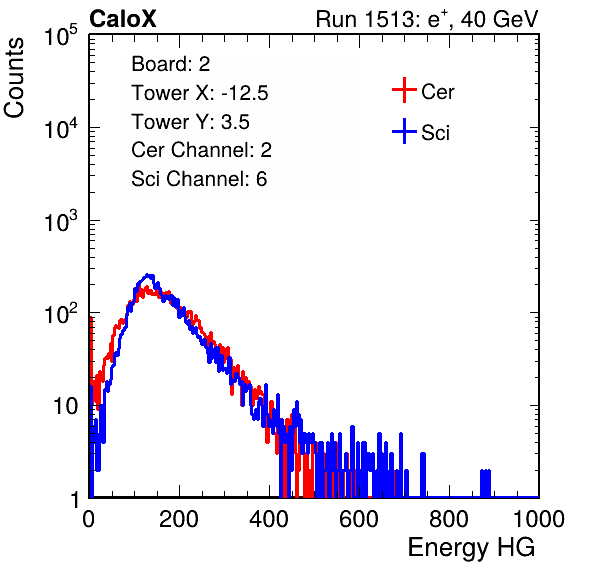 CaloX Run 1513: e⁺, 40 GeV
Counts
10⁵
10⁴
10³
10²
10
1
Board: 2
Tower X: -12.5
Tower Y: 3.5
Cer Channel: 2
Sci Channel: 6
Cer
Sci
0 200 400 600 800 1000
Energy HG